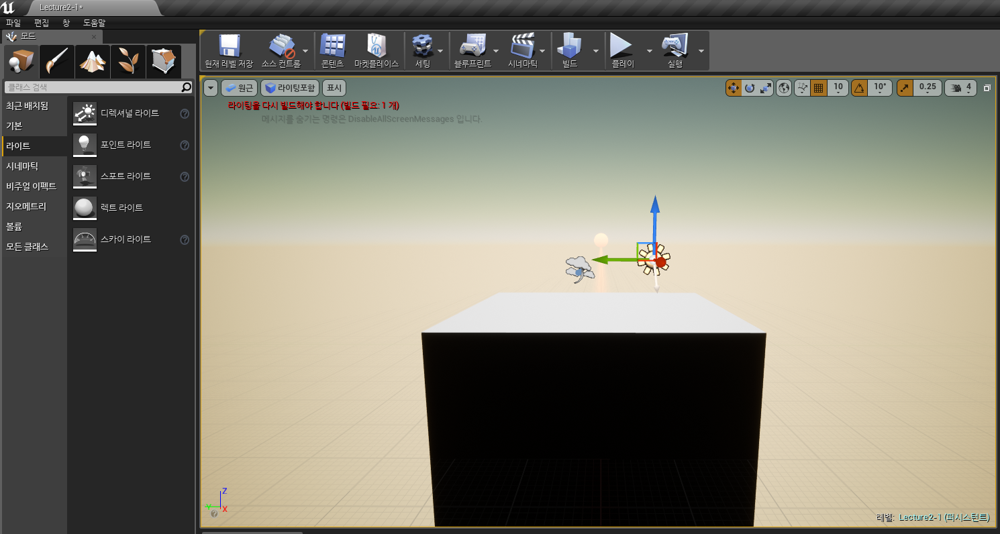 Lecture2-1*
파일 편집 창 도움말
모드
현재 레벨 저장 소스 컨트롤 콘텐츠 마켓플레이스 세팅 블루프린트 시네마틱 빌드 플레이 실행
클래스 검색
최근 배치됨
기본
라이트
시네마틱
비주얼 이펙트
지오메트리
볼륨
모든 클래스
디렉셔널 라이트
포인트 라이트
스포트 라이트
렉트 라이트
스카이 라이트
원근 라이팅포함 표시 10 10° 0.25 4
라이팅을 다시 빌드해야 합니다 (빌드 필요: 1 개)
메시지를 숨기는 명령은 DisableAllScreenMessages 입니다.
Z
Y X
레벨: Lecture2-1 (퍼시스턴트)